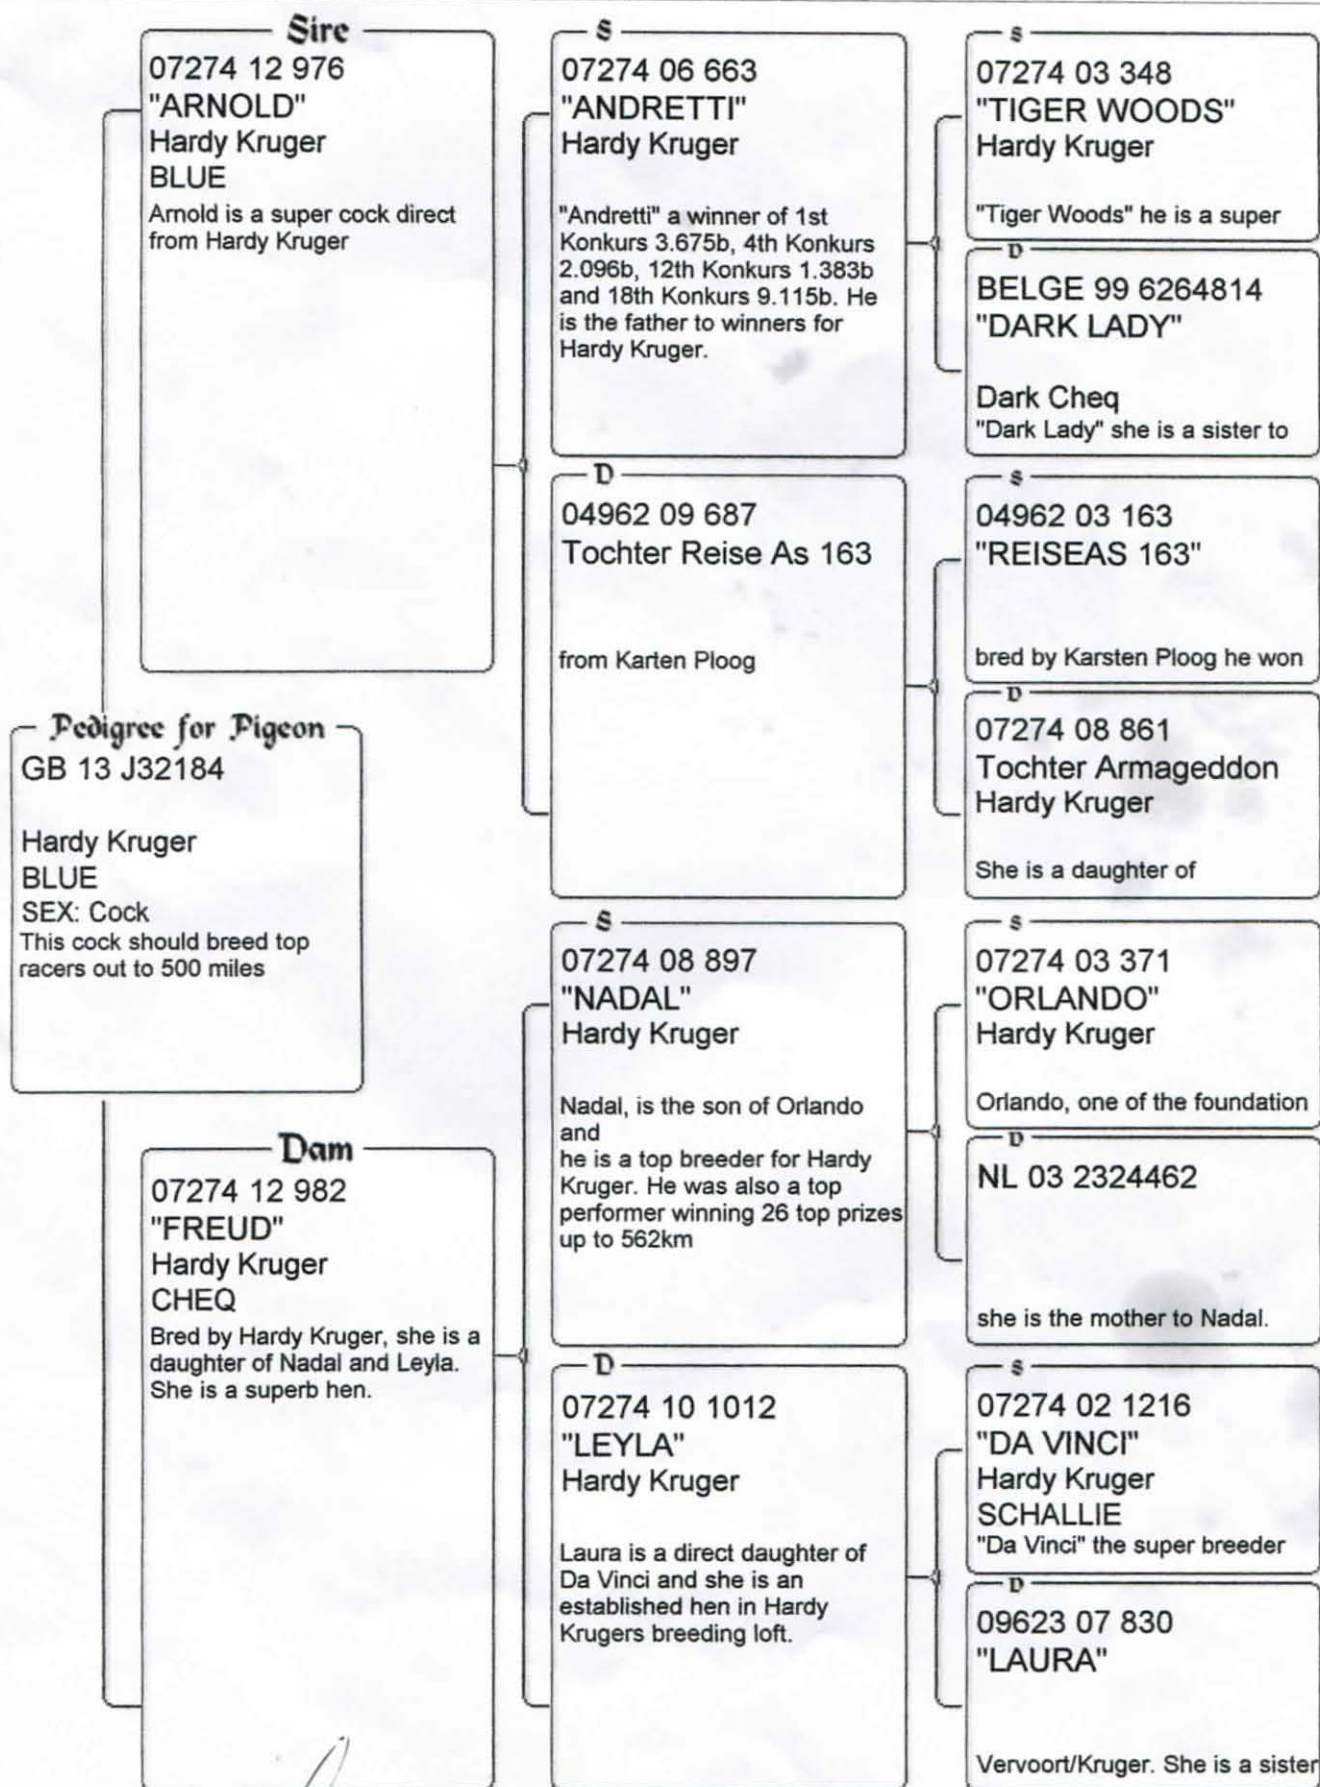 Sire
07274 12 976
"ARNOLD"
Hardy Kruger
BLUE
Arnold is a super cock direct
from Hardy Kruger
Pedigree for Pigeon
GB 13 J32184
Hardy Kruger
BLUE
SEX: Cock
This cock should breed top
racers out to 500 miles
Dam
07274 12 982
"FREUD"
Hardy Kruger
CHEQ
Bred by Hardy Kruger, she is a
daughter of Nadal and Leyla.
She is a superb hen.
S
07274 06 663
"ANDRETTI"
Hardy Kruger
"Andretti" a winner of 1st
Konkurs 3.675b, 4th Konkurs
2.096b, 12th Konkurs 1.383b
and 18th Konkurs 9.115b. He
is the father to winners for
Hardy Kruger.
D
04962 09 687
Tochter Reise As 163
from Karten Ploog
S
07274 08 897
"NADAL"
Hardy Kruger
Nadal, is the son of Orlando
and
he is a top breeder for Hardy
Kruger. He was also a top
performer winning 26 top prizes
up to 562km
D
07274 10 1012
"LEYLA"
Hardy Kruger
Laura is a direct daughter of
Da Vinci and she is an
established hen in Hardy
Krugers breeding loft.
S
07274 03 348
"TIGER WOODS"
Hardy Kruger
"Tiger Woods" he is a super
D
BELGE 99 6264814
"DARK LADY"
Dark Cheq
"Dark Lady" she is a sister to
S
04962 03 163
"REISEAS 163"
bred by Karsten Ploog he won
D
07274 08 861
Tochter Armageddon
Hardy Kruger
She is a daughter of
S
07274 03 371
"ORLANDO"
Hardy Kruger
Orlando, one of the foundation
D
NL 03 2324462
she is the mother to Nadal.
S
07274 02 1216
"DA VINCI"
Hardy Kruger
SCHALLIE
"Da Vinci" the super breeder
D
09623 07 830
"LAURA"
Vervoort/Kruger. She is a sister